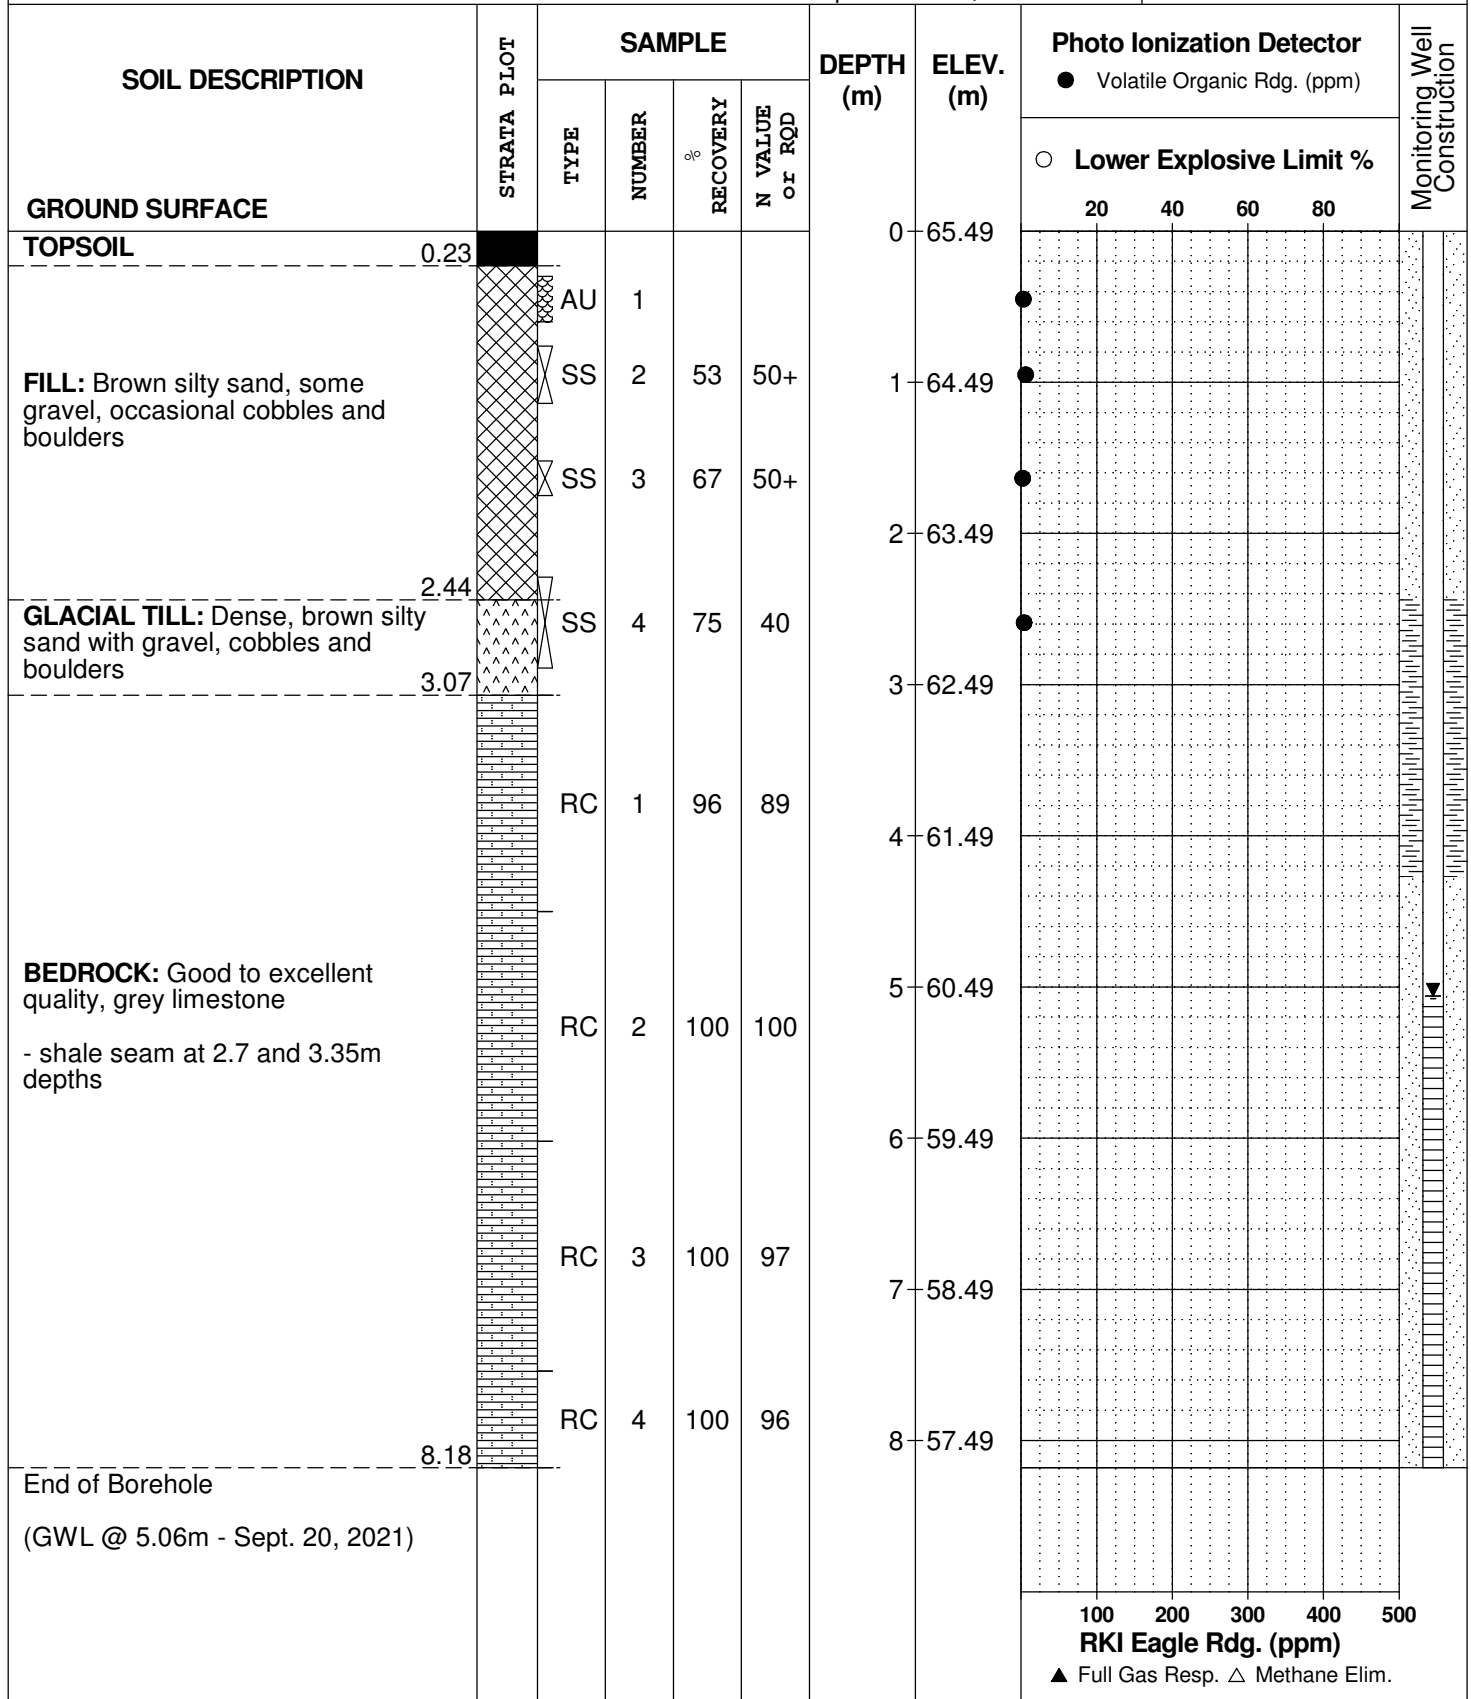 SOIL DESCRIPTION
GROUND SURFACE
STRATA PLOT
SAMPLE
TYPE
NUMBER
%
RECOVERY
N VALUE
or RQD
DEPTH
(m)
ELEV.
(m)
Photo Ionization Detector
● Volatile Organic Rdg. (ppm)
○ Lower Explosive Limit %
20 40 60 80
Monitoring Well
Construction
0 65.49
TOPSOIL
0.23
AU 1
FILL: Brown silty sand, some
gravel, occasional cobbles and
boulders
SS 2 53 50+
1 64.49
SS 3 67 50+
2 63.49
2.44
GLACIAL TILL: Dense, brown silty
sand with gravel, cobbles and
boulders
SS 4 75 40
3.07
3 62.49
RC 1 96 89
4 61.49
BEDROCK: Good to excellent
quality, grey limestone
- shale seam at 2.7 and 3.35m
depths
5 60.49
RC 2 100 100
6 59.49
RC 3 100 97
7 58.49
RC 4 100 96
8 57.49
8.18
End of Borehole
(GWL @ 5.06m - Sept. 20, 2021)
100 200 300 400 500
RKI Eagle Rdg. (ppm)
▲ Full Gas Resp. △ Methane Elim.